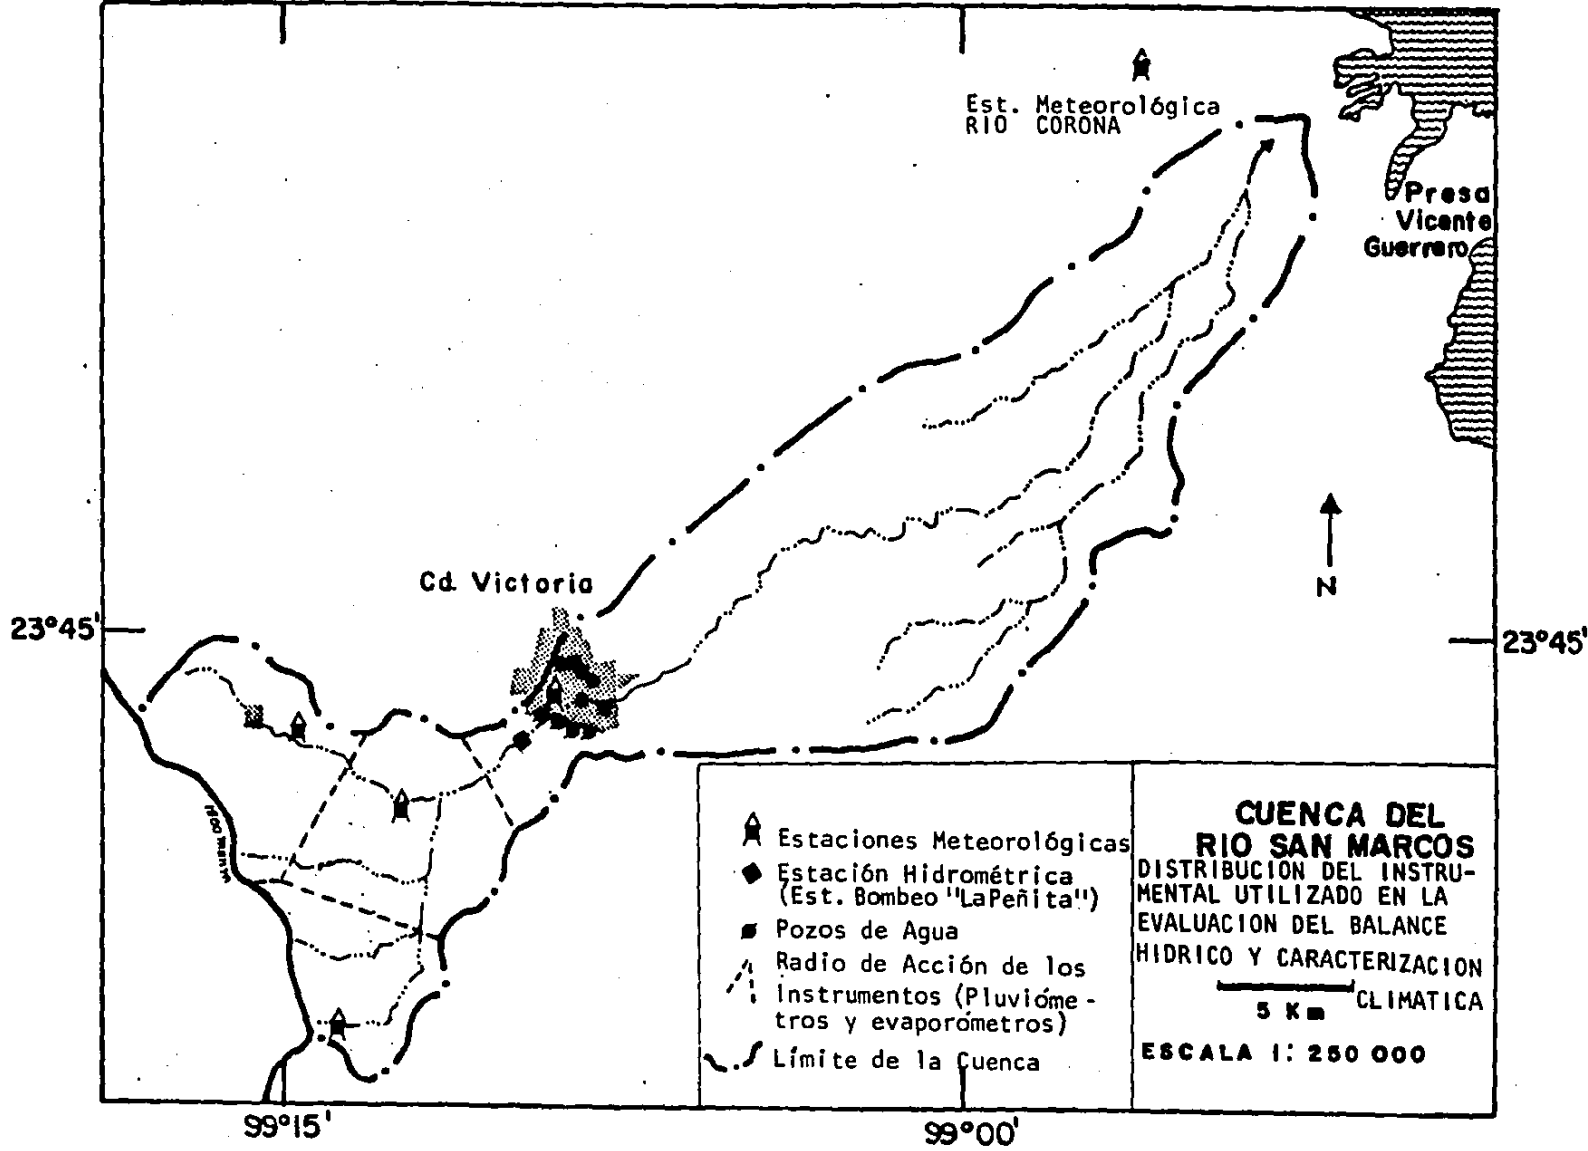 Est. Meteorológica
RIO CORONA
Presa
Vicente
Guerrero
Cd. Victoria
N
23°45'
23°45'
99°15'
99°00'
Estaciones Meteorológicas
Estación Hidrométrica
(Est. Bombeo "LaPeñita")
Pozos de Agua
Radio de Acción de los
Instrumentos (Pluvióme-
tros y evaporómetros)
Límite de la Cuenca
CUENCA DEL
RIO SAN MARCOS
DISTRIBUCION DEL INSTRU-
MENTAL UTILIZADO EN LA
EVALUACION DEL BALANCE
HIDRICO Y CARACTERIZACION
CLIMATICA
5 Km
ESCALA 1: 250 000